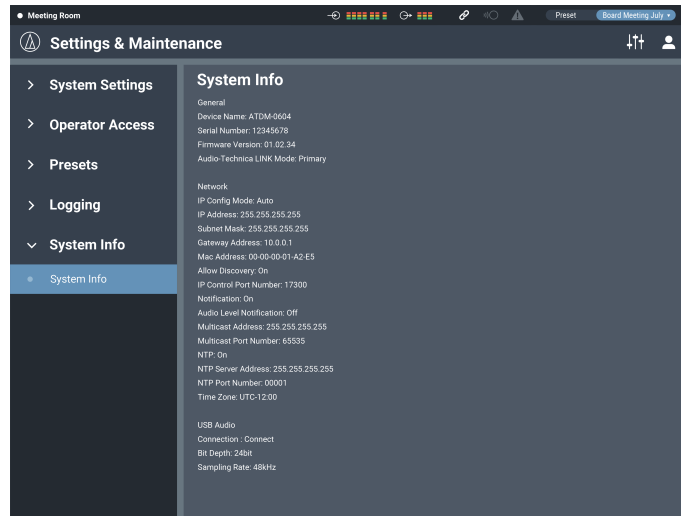 Meeting Room
Preset
Board Meeting July
Settings & Maintenance
System Settings
Operator Access
Presets
Logging
System Info
System Info
System Info
General
Device Name: ATDM-0604
Serial Number: 12345678
Firmware Version: 01.02.34
Audio-Technica LINK Mode: Primary
Network
IP Config Mode: Auto
IP Address: 255.255.255.255
Subnet Mask: 255.255.255.255
Gateway Address: 10.0.0.1
Mac Address: 00-00-00-01-A2-E5
Allow Discovery: On
IP Control Port Number: 17300
Notification: On
Audio Level Notification: Off
Multicast Address: 255.255.255.255
Multicast Port Number: 65535
NTP: On
NTP Server Address: 255.255.255.255
NTP Port Number: 00001
Time Zone: UTC-12:00
USB Audio
Connection : Connect
Bit Depth: 24bit
Sampling Rate: 48kHz